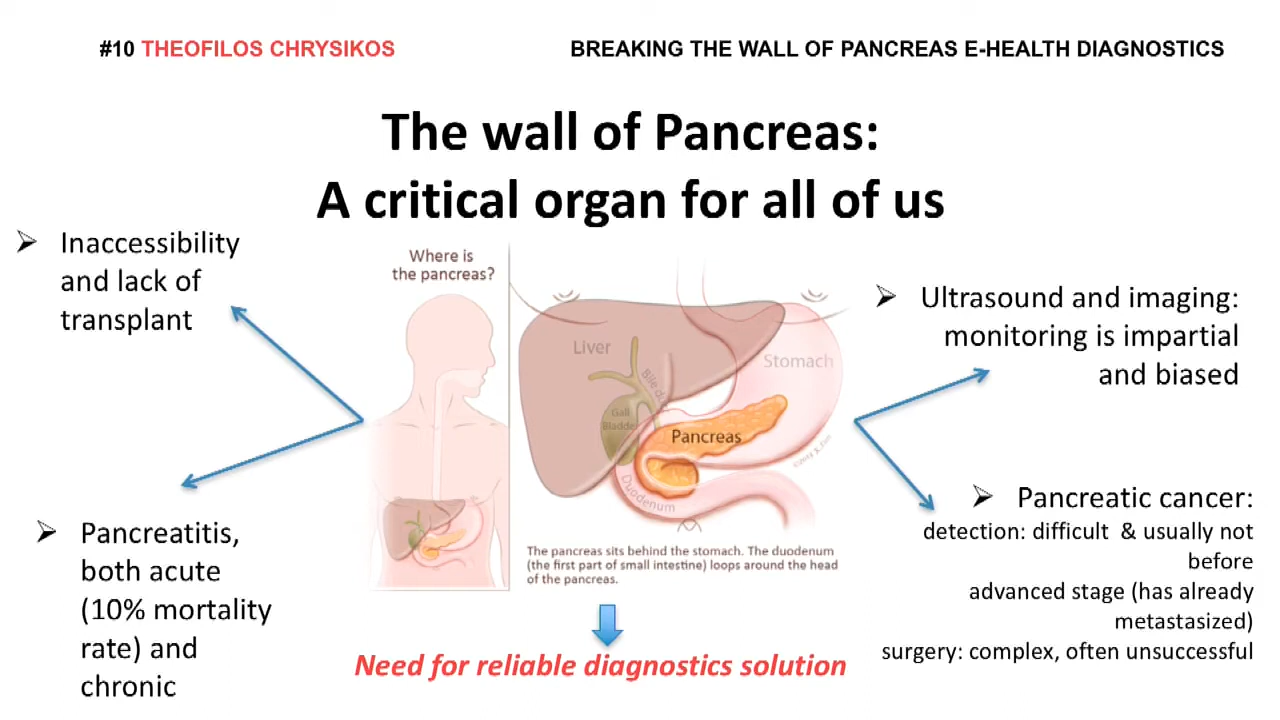 #10 THEOFILOS CHRYSIKOS
BREAKING THE WALL OF PANCREAS E-HEALTH DIAGNOSTICS
The wall of Pancreas:
A critical organ for all of us
➢ Inaccessibility
and lack of
transplant
➢ Pancreatitis,
both acute
(10% mortality
rate) and
chronic
Where is
the pancreas?
Liver
Stomach
Gall
Bladder
Pancreas
Duodenum
The pancreas sits behind the stomach. The duodenum
(the first part of small intestine) loops around the head
of the pancreas.
Need for reliable diagnostics solution
➢ Ultrasound and imaging:
monitoring is impartial
and biased
➢ Pancreatic cancer:
detection: difficult & usually not
before
advanced stage (has already
metastasized)
surgery: complex, often unsuccessful